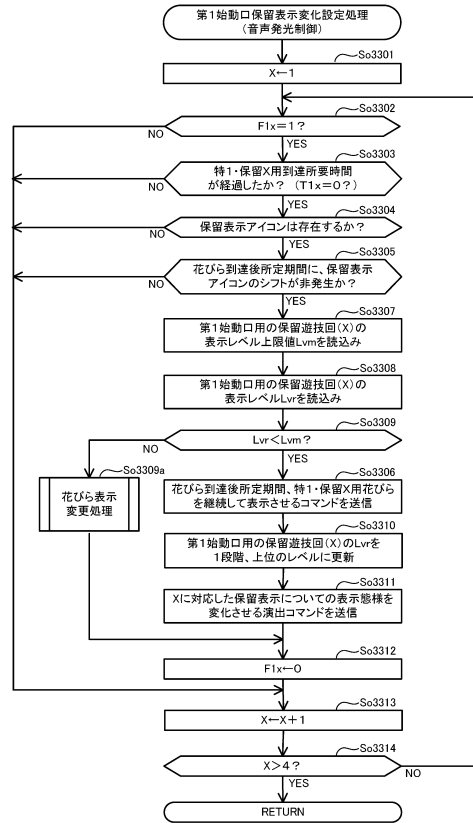 第1始動口保留表示変化設定処理
(音声発光制御)
So3301
X←1
So3302
F1x=1?
NO
YES
So3303
特1・保留X用到達所要時間
が経過したか? (T1x=0?)
NO
YES
So3304
保留表示アイコンは存在するか?
NO
YES
So3305
花びら到達後所定期間に、保留表示
アイコンのシフトが非発生か?
NO
YES
So3307
第1始動口用の保留遊技回(X)の
表示レベル上限値Lvmを読込み
So3308
第1始動口用の保留遊技回(X)の
表示レベルLvrを読込み
So3309
Lvr<Lvm?
NO
YES
So3309a
花びら表示
変更処理
So3306
花びら到達後所定期間、特1・保留X用花びら
を継続して表示させるコマンドを送信
So3310
第1始動口用の保留遊技回(X)のLvrを
1段階、上位のレベルに更新
So3311
Xに対応した保留表示についての表示態様を
変化させる演出コマンドを送信
So3312
F1x←0
So3313
X←X+1
So3314
X>4?
NO
YES
RETURN